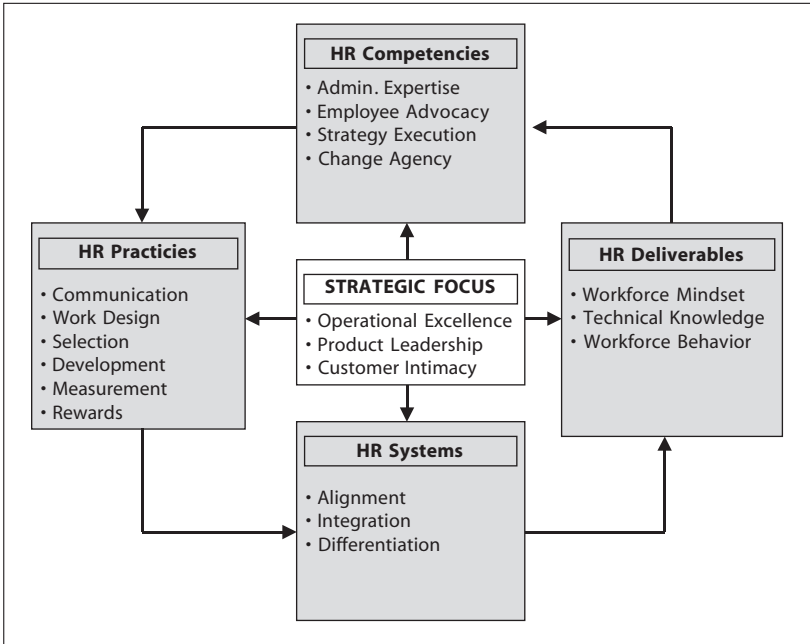 HR Competencies
• Admin. Expertise
• Employee Advocacy
• Strategy Execution
• Change Agency
HR Practicies
• Communication
• Work Design
• Selection
• Development
• Measurement
• Rewards
STRATEGIC FOCUS
• Operational Excellence
• Product Leadership
• Customer Intimacy
HR Deliverables
• Workforce Mindset
• Technical Knowledge
• Workforce Behavior
HR Systems
• Alignment
• Integration
• Differentiation